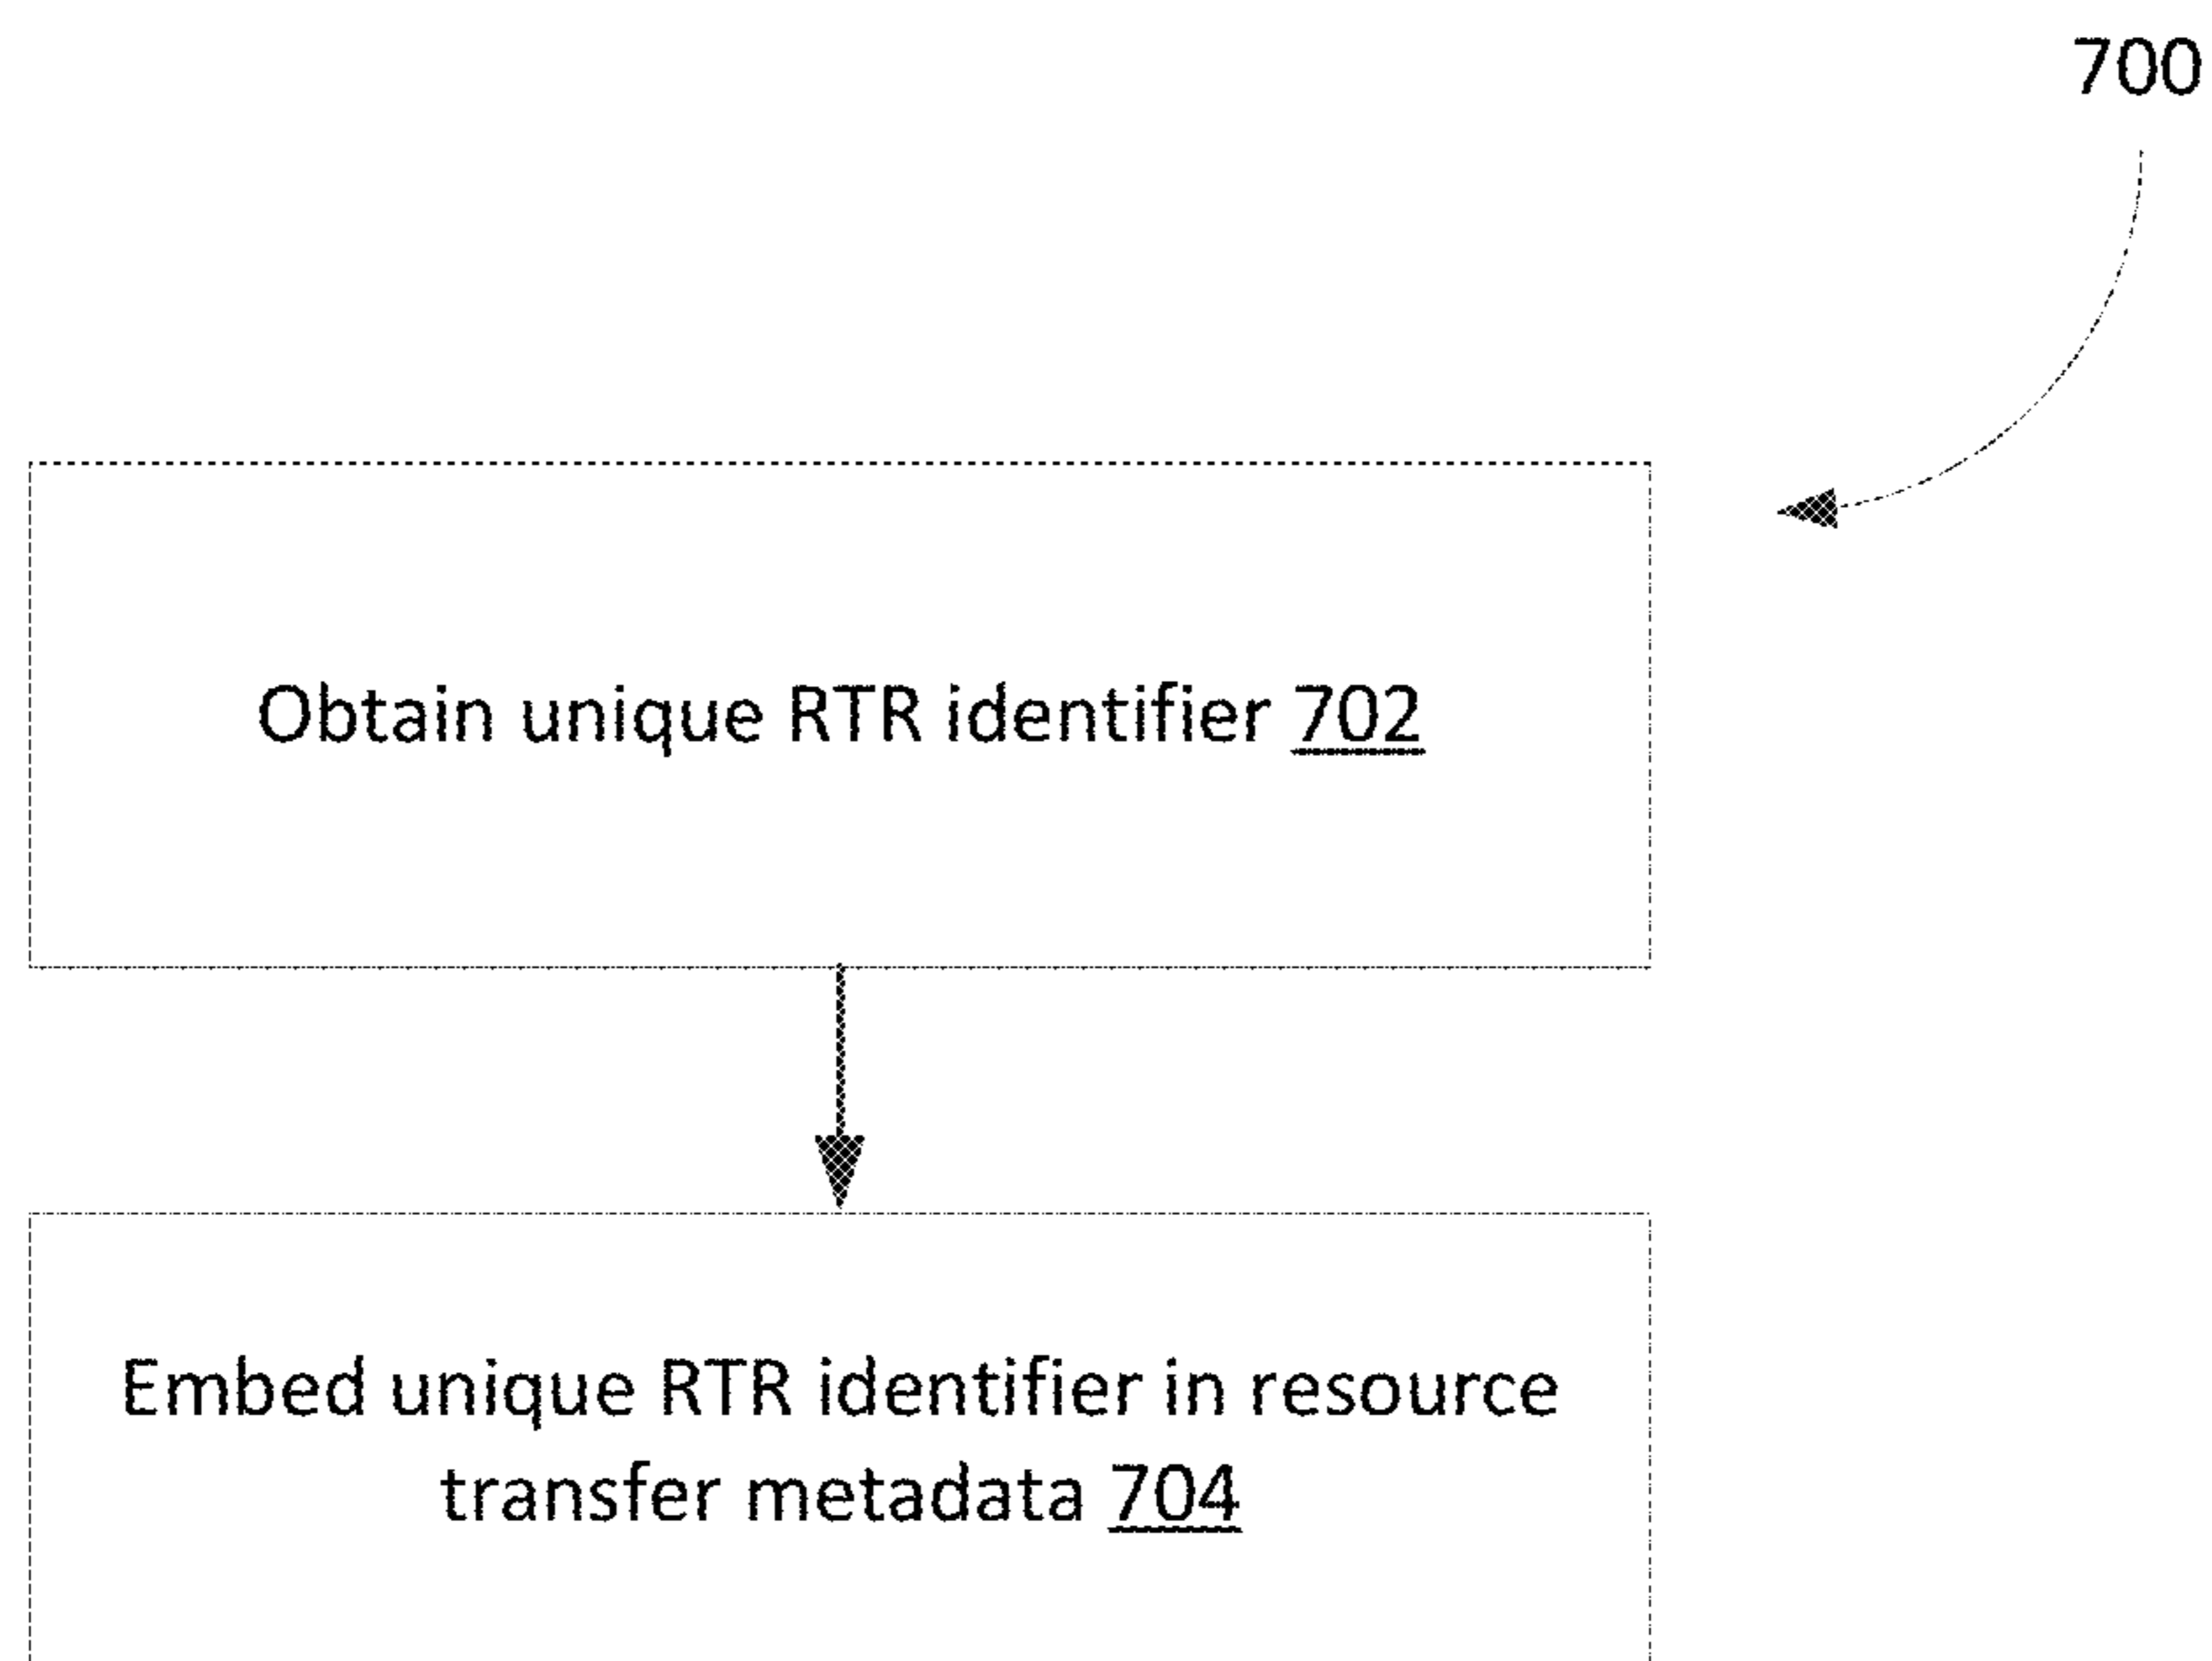 700
Obtain unique RTR identifier 702
Embed unique RTR identifier in resource
transfer metadata 704